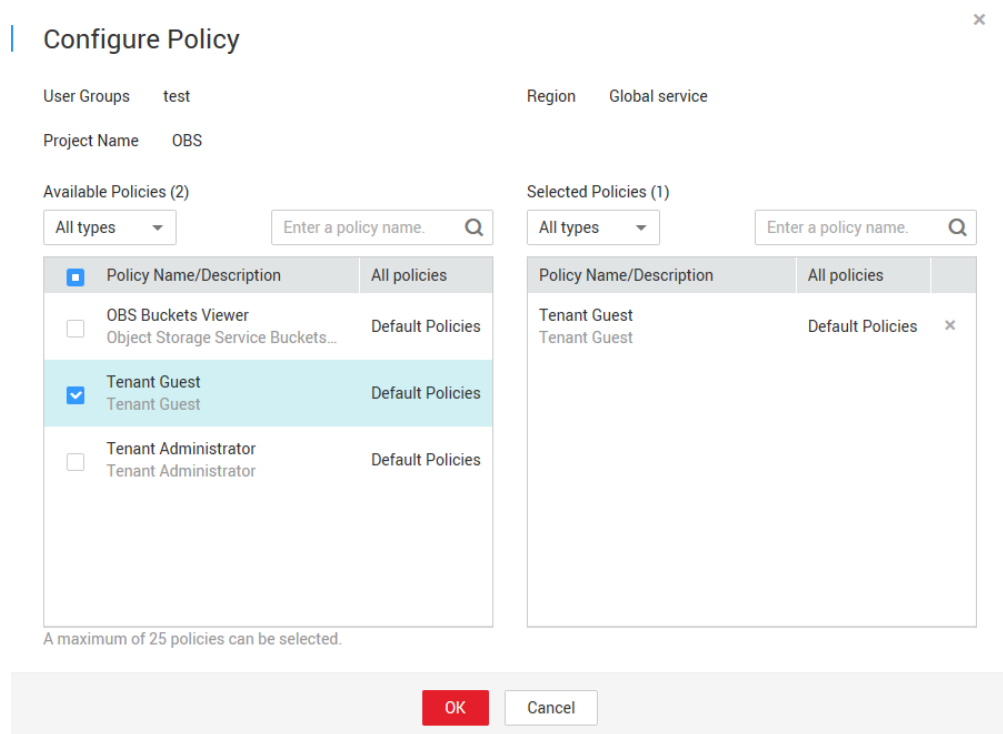 Configure Policy
User Groups test Region Global service
Project Name OBS
Available Policies (2) Selected Policies (1)
All types Enter a policy name. All types Enter a policy name.
Policy Name/Description All policies Policy Name/Description All policies
OBS Buckets Viewer
Object Storage Service Buckets...
Default Policies
Tenant Guest
Tenant Guest
Default Policies
Tenant Administrator
Tenant Administrator
Default Policies
Tenant Guest
Tenant Guest
Default Policies
A maximum of 25 policies can be selected.
OK Cancel